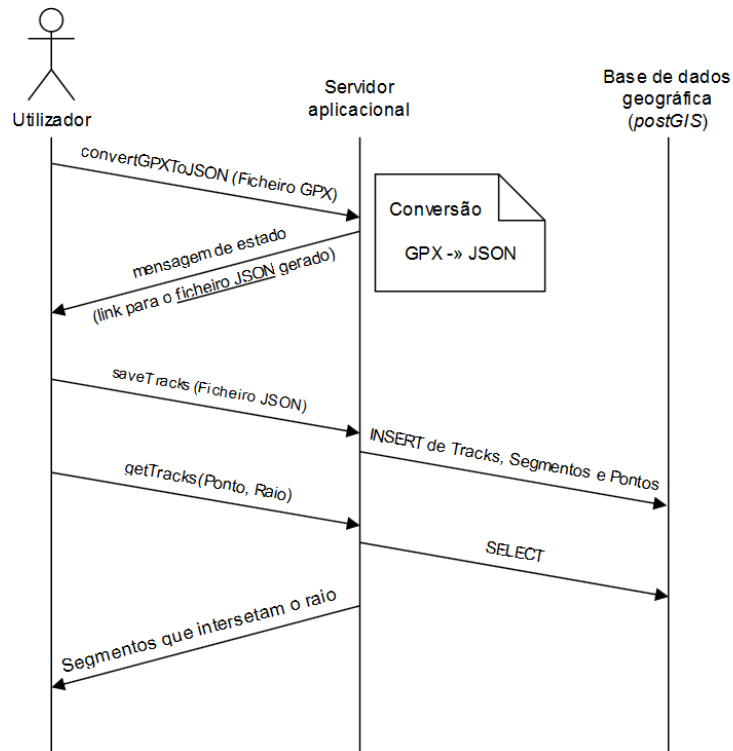 Utilizador
Servidor
aplicacional
Base de dados
geográfica
(postGIS)
convertGPXToJSON (Ficheiro GPX)
Conversão
GPX -» JSON
mensagem de estado
(link para o ficheiro JSON gerado)
saveTracks (Ficheiro JSON)
INSERT de Tracks, Segmentos e Pontos
getTracks(Ponto, Raio)
SELECT
Segmentos que intersetam o raio